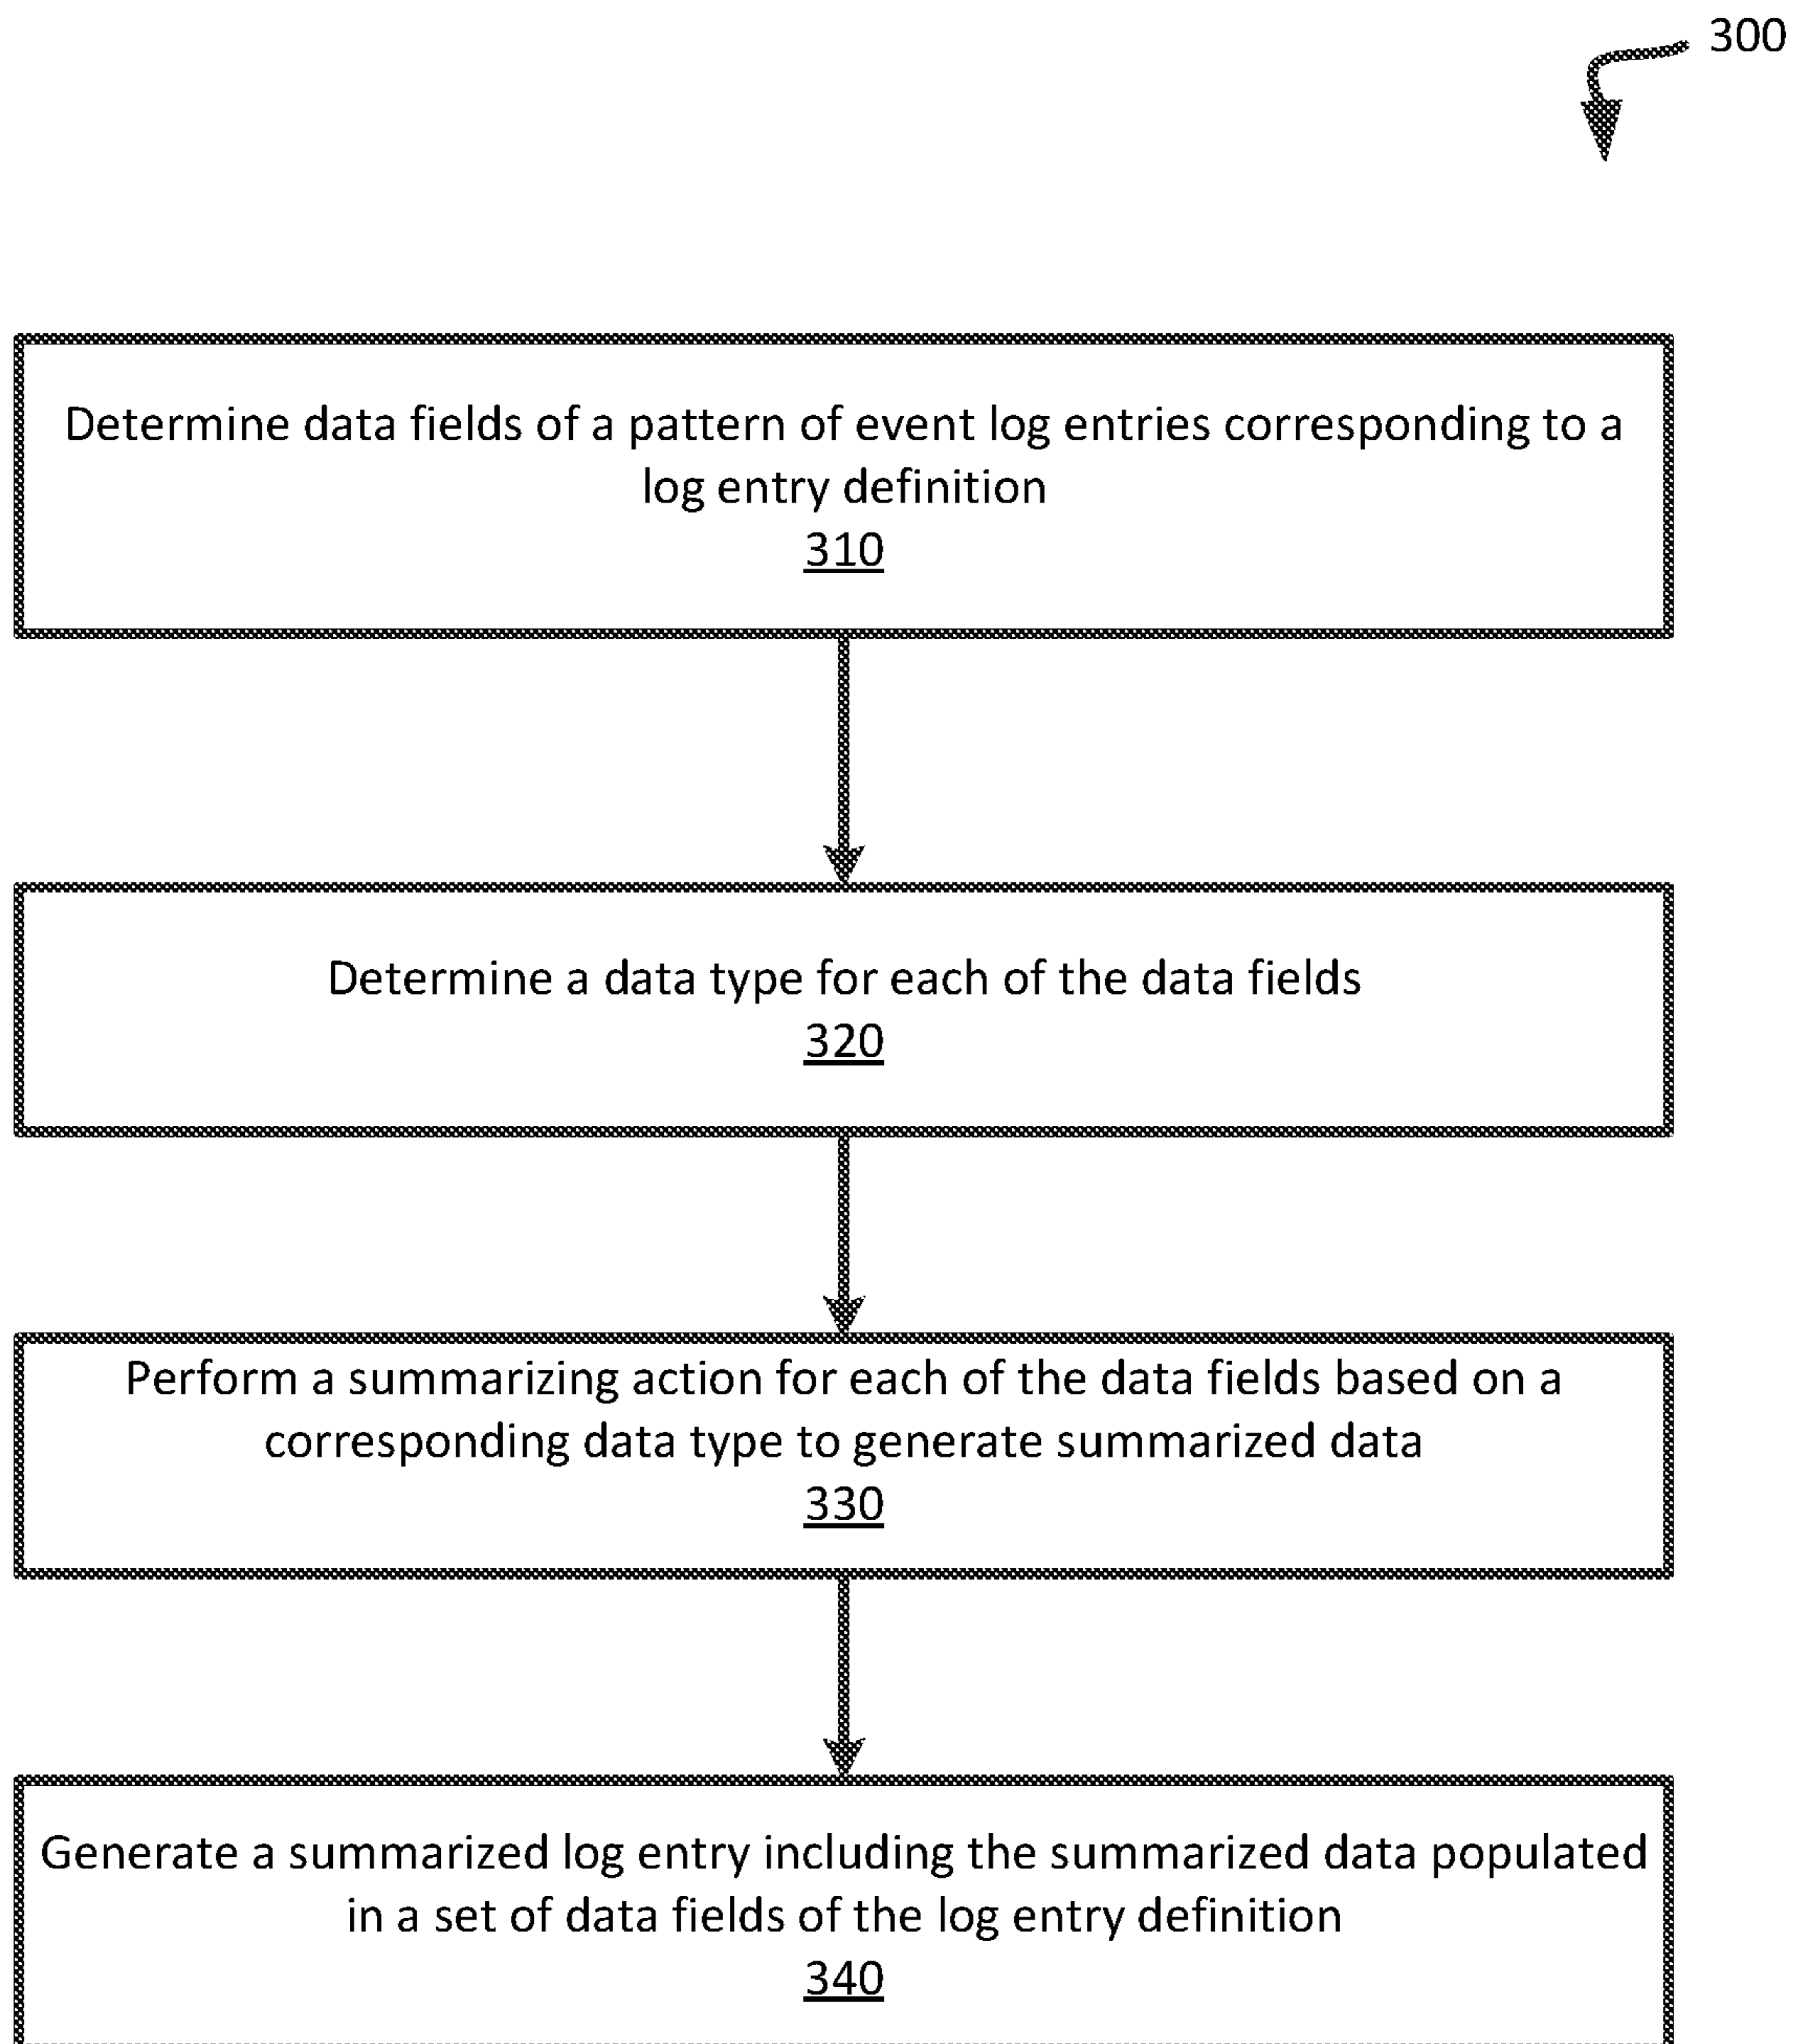 300
Determine data fields of a pattern of event log entries corresponding to a
log entry definition
310
Determine a data type for each of the data fields
320
Perform a summarizing action for each of the data fields based on a
corresponding data type to generate summarized data
330
Generate a summarized log entry including the summarized data populated
in a set of data fields of the log entry definition
340